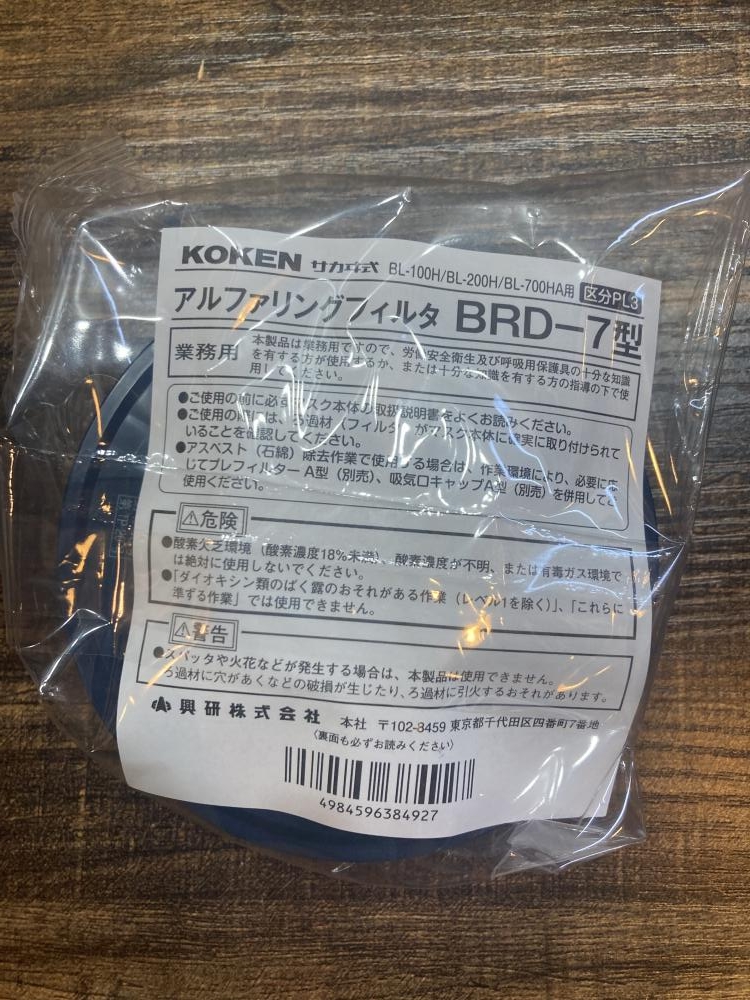 KOKEN サカヰ式 BL-100H/BL-200H/BL-700HA用 区分PL3
アルファリングフィルタ BRD-7型
業務用
本製品は業務用ですので、労働安全衛生及び呼吸用保護具の十分な知識
を有する方が使用するか、または十分な知識を有する方の指導の下で使
用してください。
●ご使用の前に必ずマスク本体の取扱説明書をよくお読みください。
●ご使用の際は、ろ過材（フィルタ）がマスク本体に確実に取り付けられて
いることを確認してください。
●アスベスト（石綿）除去作業で使用する場合は、作業環境により、必要に応
じてプレフィルターA型（別売）、吸気口キャップA型（別売）を併用してご
使用ください。
⚠危険
●酸素欠乏環境（酸素濃度18%未満）、酸素濃度が不明、または有毒ガス環境で
は絶対に使用しないでください。
●「ダイオキシン類のばく露のおそれがある作業（レベル1を除く）」、「これらに
準ずる作業」では使用できません。
⚠警告
●スパッタや火花などが発生する場合は、本製品は使用できません。
ろ過材に穴があくなどの破損が生じたり、ろ過材に引火するおそれがあります。
興研株式会社 本社 〒102-8459 東京都千代田区四番町7番地
〈裏面も必ずお読みください〉
4984596384927